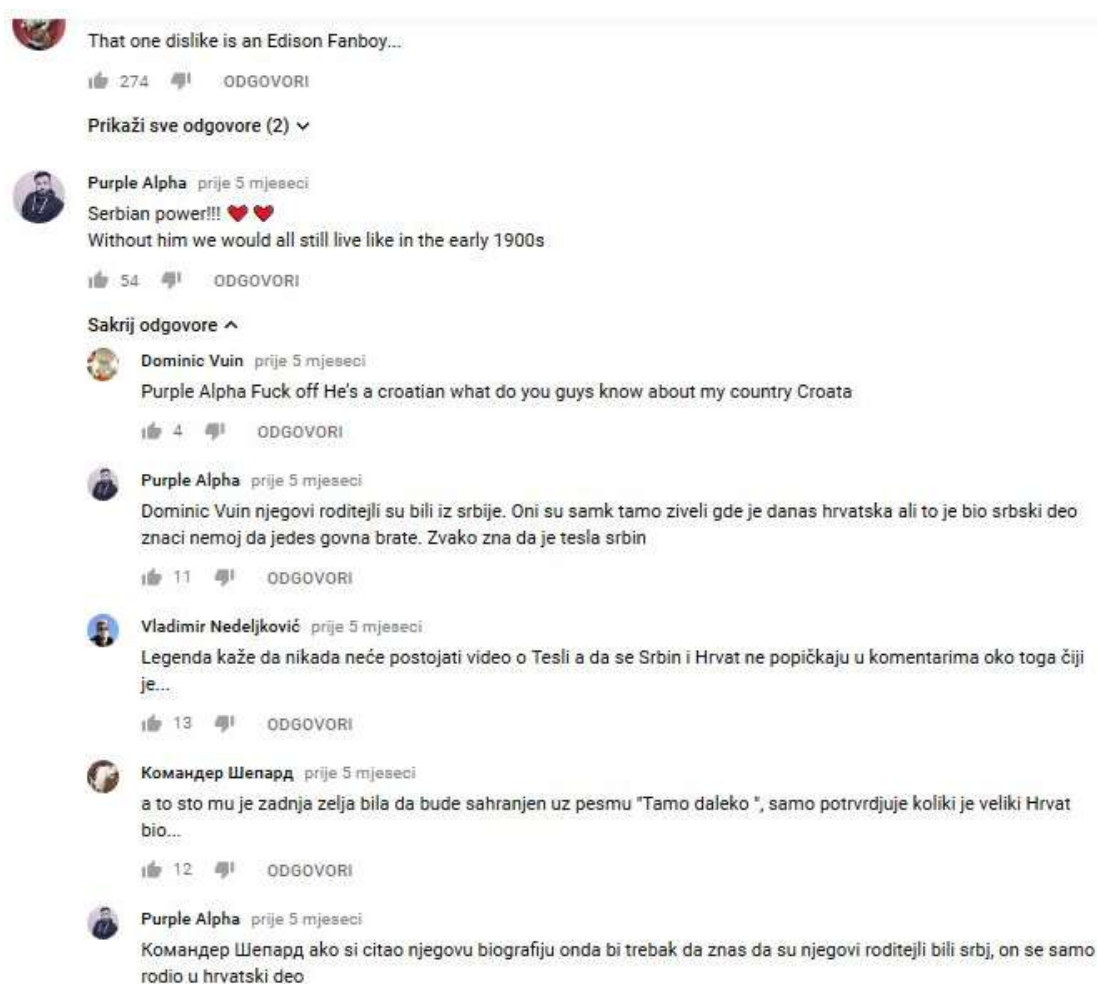 That one dislike is an Edison Fanboy...
274 ODGOVORI
Prikaži sve odgovore (2)
Purple Alpha prije 5 mjeseci
Serbian power!!! ❤ ❤
Without him we would all still live like in the early 1900s
54 ODGOVORI
Sakrij odgovore
Dominic Vuin prije 5 mjeseci
Purple Alpha Fuck off He's a croatian what do you guys know about my country Croata
4 ODGOVORI
Purple Alpha prije 5 mjeseci
Dominic Vuin njegovi roditejli su bili iz srbije. Oni su samk tamo ziveli gde je danas hrvatska ali to je bio srbski deo
znaci nemoj da jedes govna brate. Zvako zna da je tesla srbin
11 ODGOVORI
Vladimir Nedeljković prije 5 mjeseci
Legenda kaže da nikada neće postojati video o Tesli a da se Srbin i Hrvat ne popičkaju u komentarima oko toga čiji
je...
13 ODGOVORI
Командер Шепард prije 5 mjeseci
a to sto mu je zadnja zelja bila da bude sahranjen uz pesmu "Tamo daleko ", samo potrvrdjuje koliki je veliki Hrvat
bio...
12 ODGOVORI
Purple Alpha prije 5 mjeseci
Командер Шепард ako si citao njegovu biografiju onda bi trebak da znas da su njegovi roditejli bili srbj, on se samo
rodio u hrvatski deo